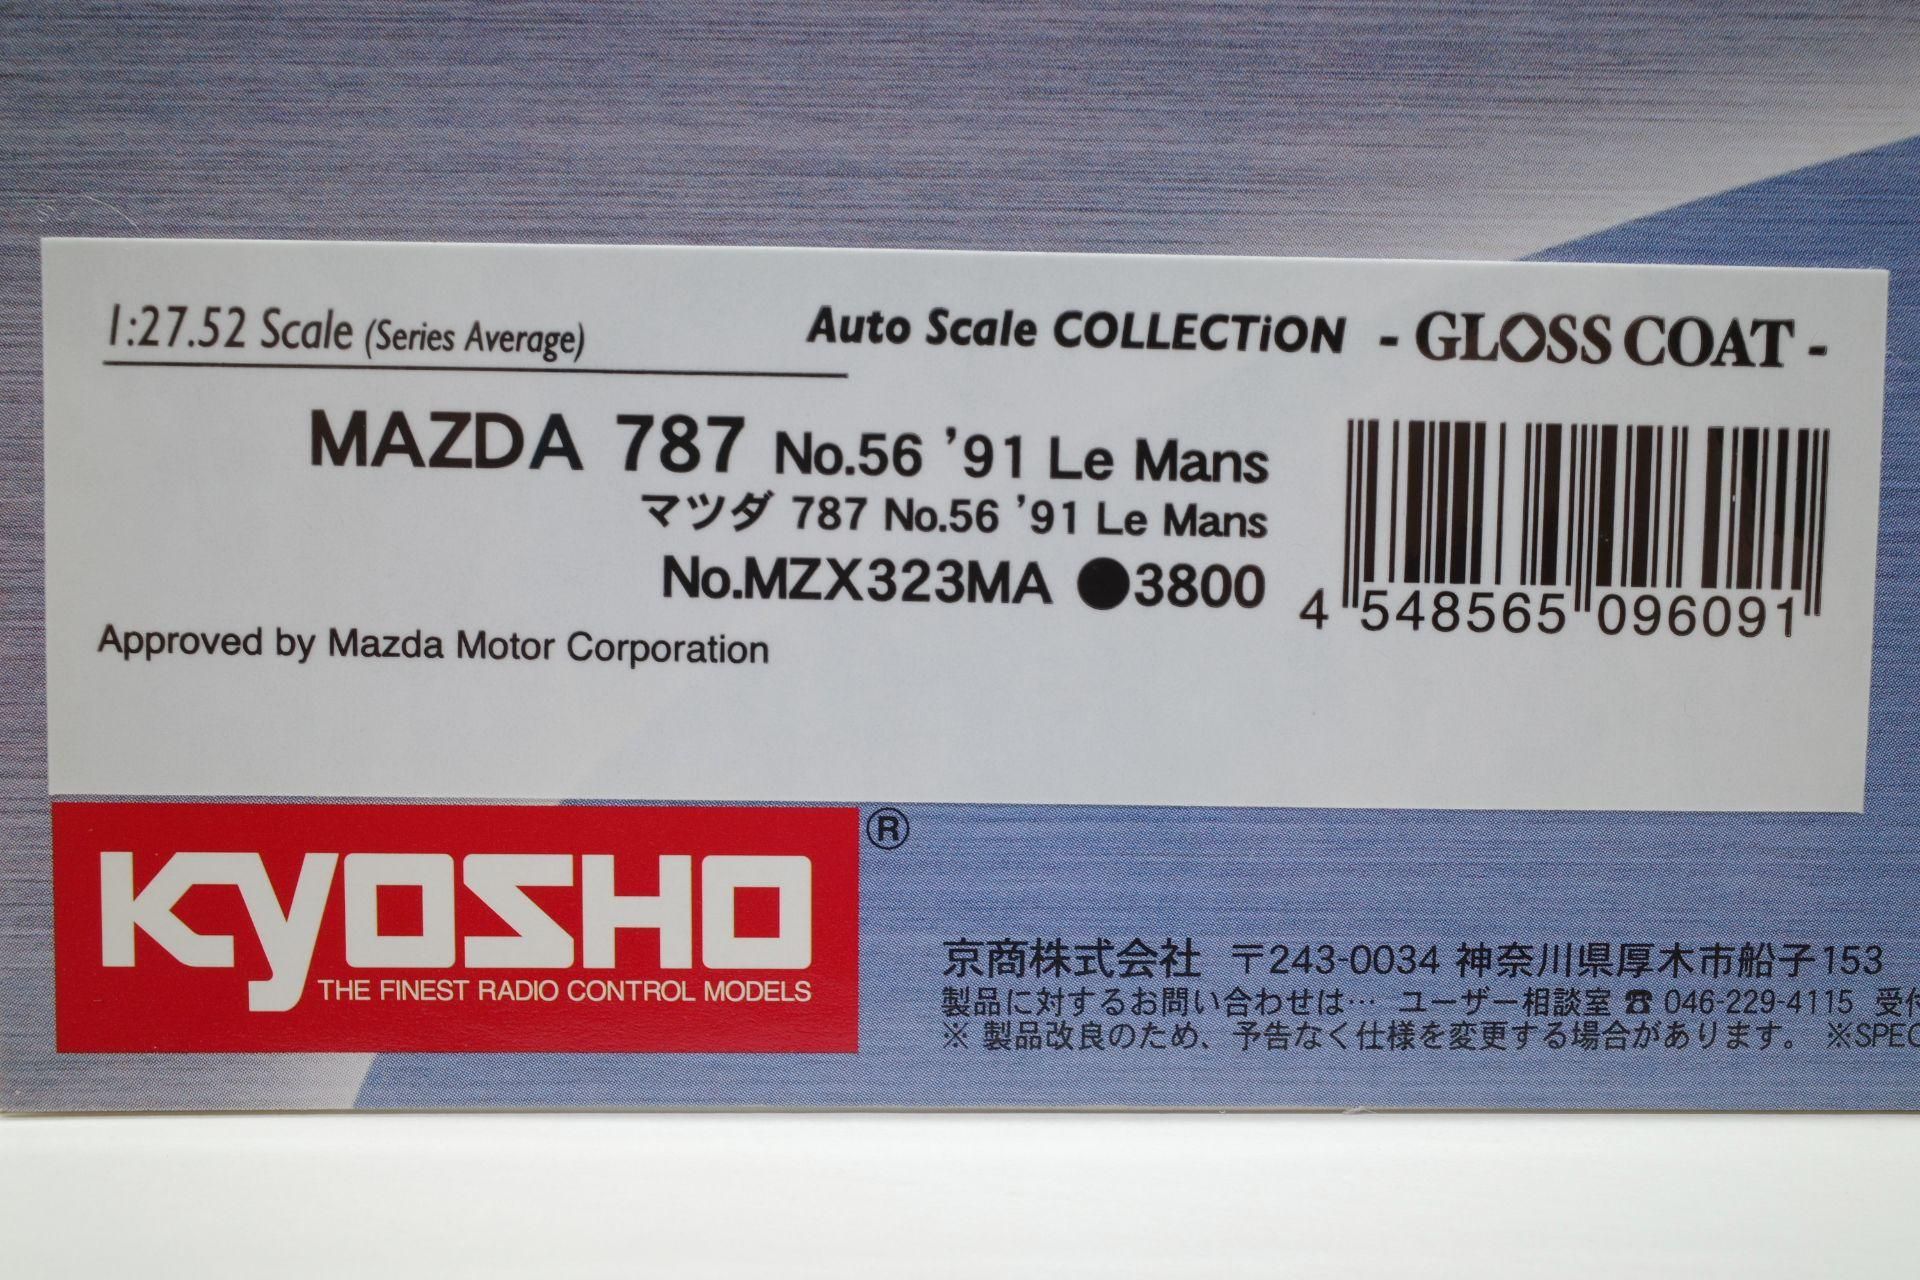 1:27.52 Scale (Series Average)
Auto Scale COLLECTiON - GLOSS COAT -
MAZDA 787 No.56 ’91 Le Mans
マツダ 787 No.56 ’91 Le Mans
No.MZX323MA ●3800
4 548565 096091
Approved by Mazda Motor Corporation
KYOSHO ®
THE FINEST RADIO CONTROL MODELS
京商株式会社 〒243-0034 神奈川県厚木市船子153
製品に対するお問い合わせは… ユーザー相談室 ☎ 046-229-4115 受付
※ 製品改良のため、予告なく仕様を変更する場合があります。 ※SPEC